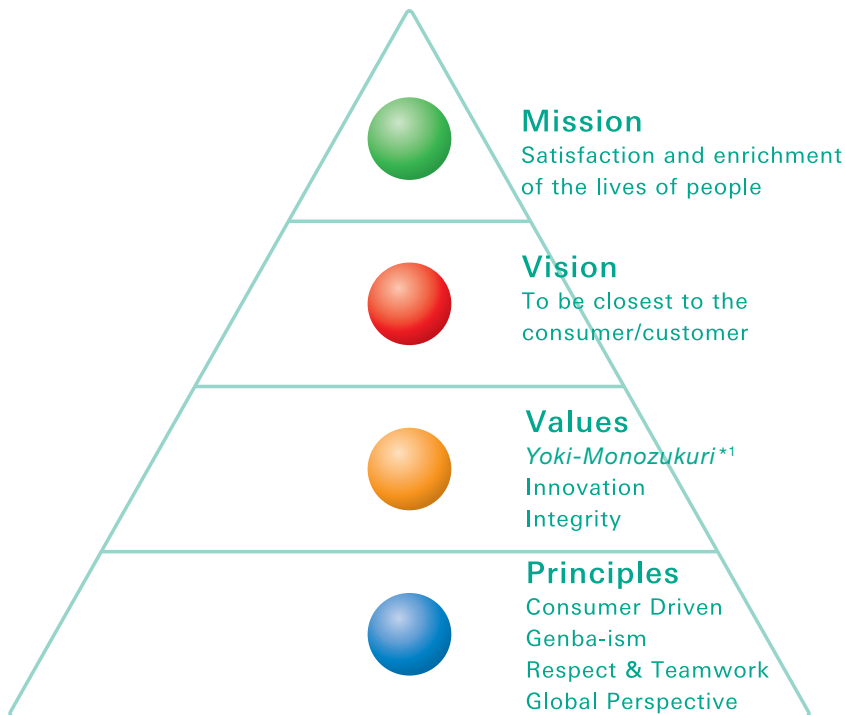 Mission
Satisfaction and enrichment
of the lives of people
Vision
To be closest to the
consumer/customer
Values
Yoki-Monozukuri*1
Innovation
Integrity
Principles
Consumer Driven
Genba-ism
Respect & Teamwork
Global Perspective